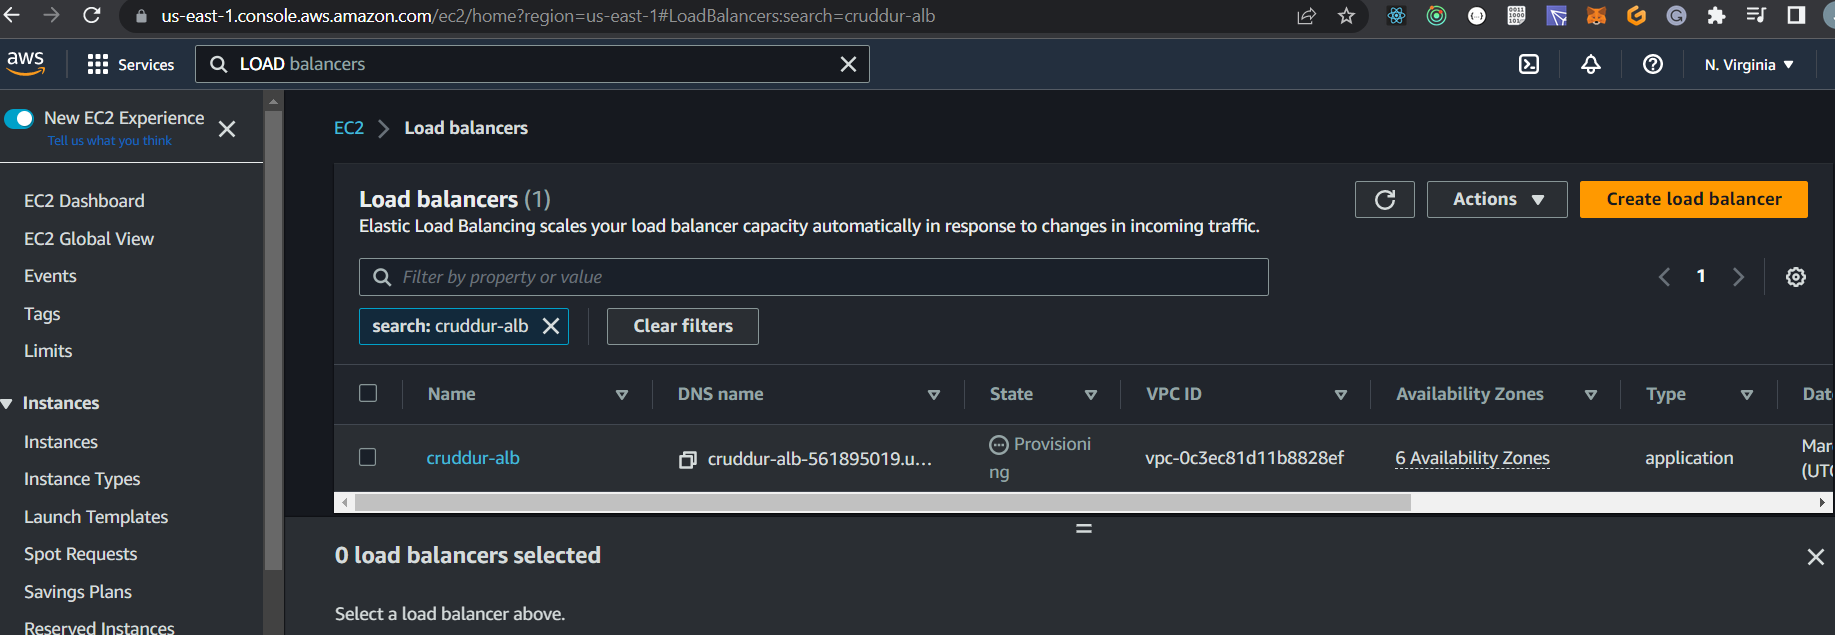 us-east-1.console.aws.amazon.com/ec2/home?region=us-east-1#LoadBalancers:search=cruddur-alb
aws
Services
LOAD balancers
N. Virginia
New EC2 Experience
Tell us what you think
EC2 Dashboard
EC2 Global View
Events
Tags
Limits
Instances
Instances
Instance Types
Launch Templates
Spot Requests
Savings Plans
Reserved Instances
EC2
Load balancers
Load balancers (1)
Elastic Load Balancing scales your load balancer capacity automatically in response to changes in incoming traffic.
Actions
Create load balancer
Filter by property or value
1
search: cruddur-alb
Clear filters
Name
DNS name
State
VPC ID
Availability Zones
Type
Dat
cruddur-alb
cruddur-alb-561895019.u...
Provisioni
ng
vpc-0c3ec81d11b8828ef
6 Availability Zones
application
Mar
(UTC
0 load balancers selected
Select a load balancer above.